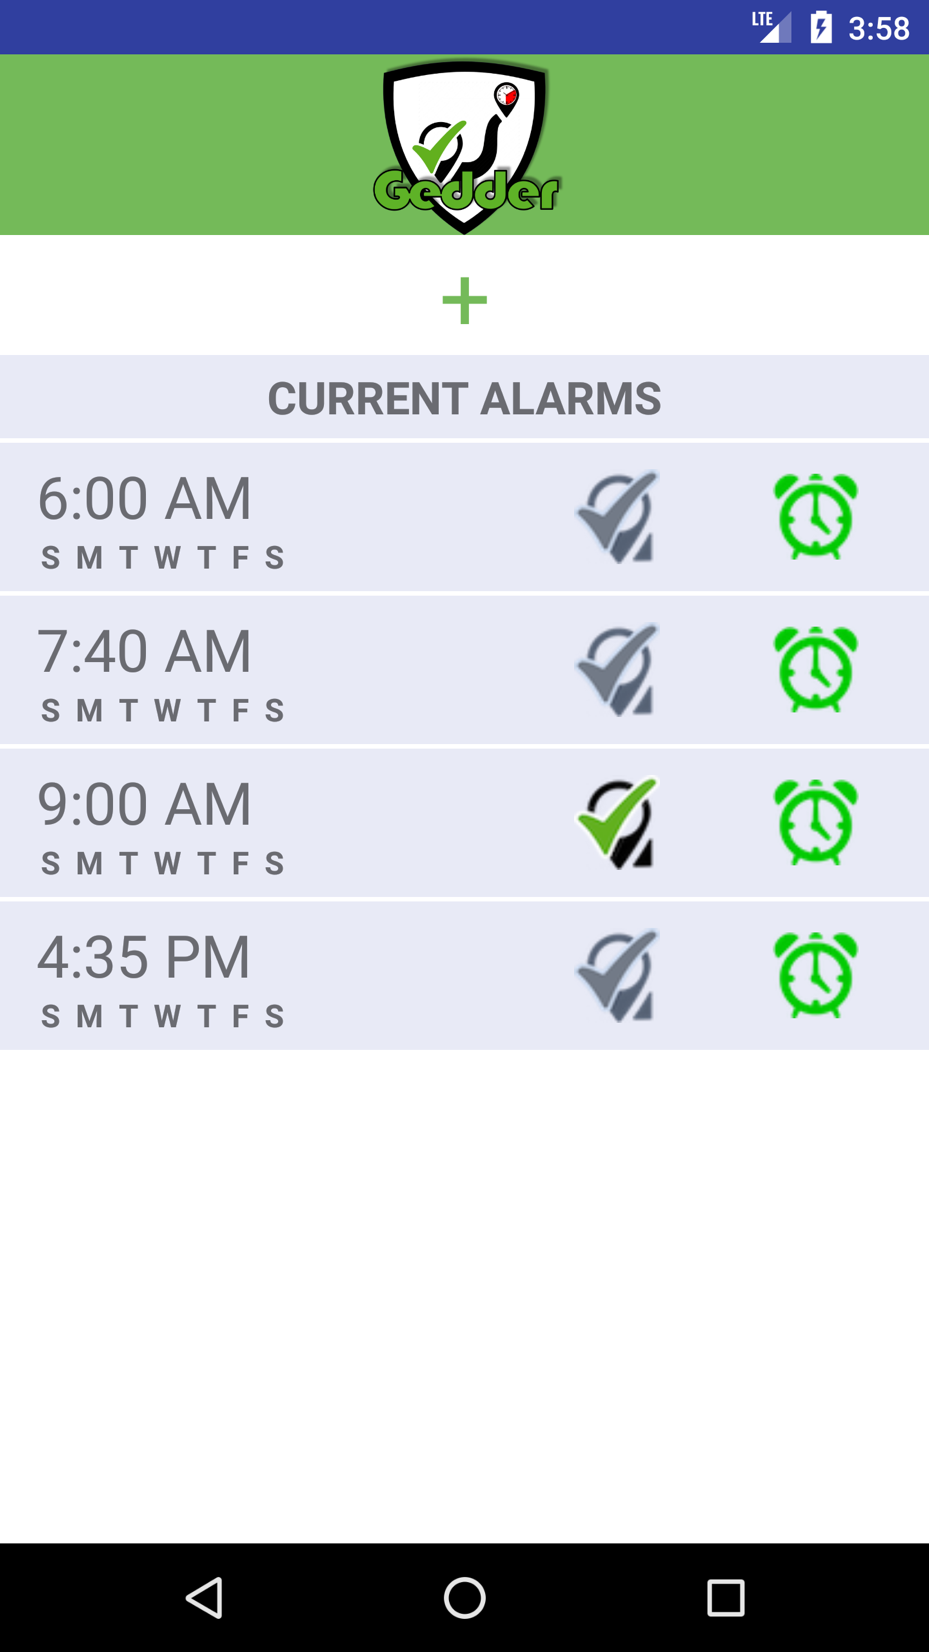 LTE 3:58
Gedder
+
CURRENT ALARMS
6:00 AM
S M T W T F S
7:40 AM
S M T W T F S
9:00 AM
S M T W T F S
4:35 PM
S M T W T F S